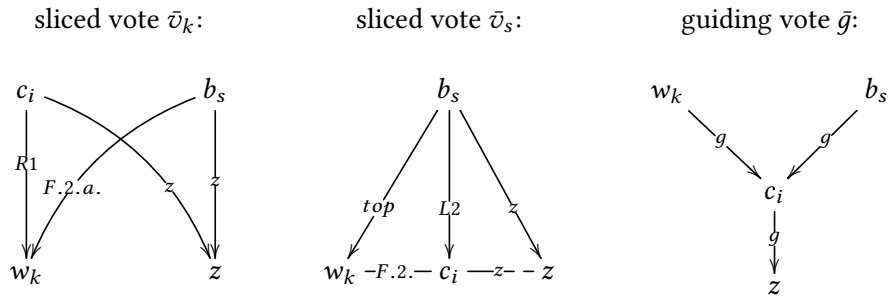 sliced vote v̄ₖ: sliced vote v̄ₛ: guiding vote ḡ:
cᵢ bₛ bₛ wₖ bₛ
R1 F.2.a. z z top L2 z g g
cᵢ
g
wₖ z wₖ F.2. cᵢ z z z